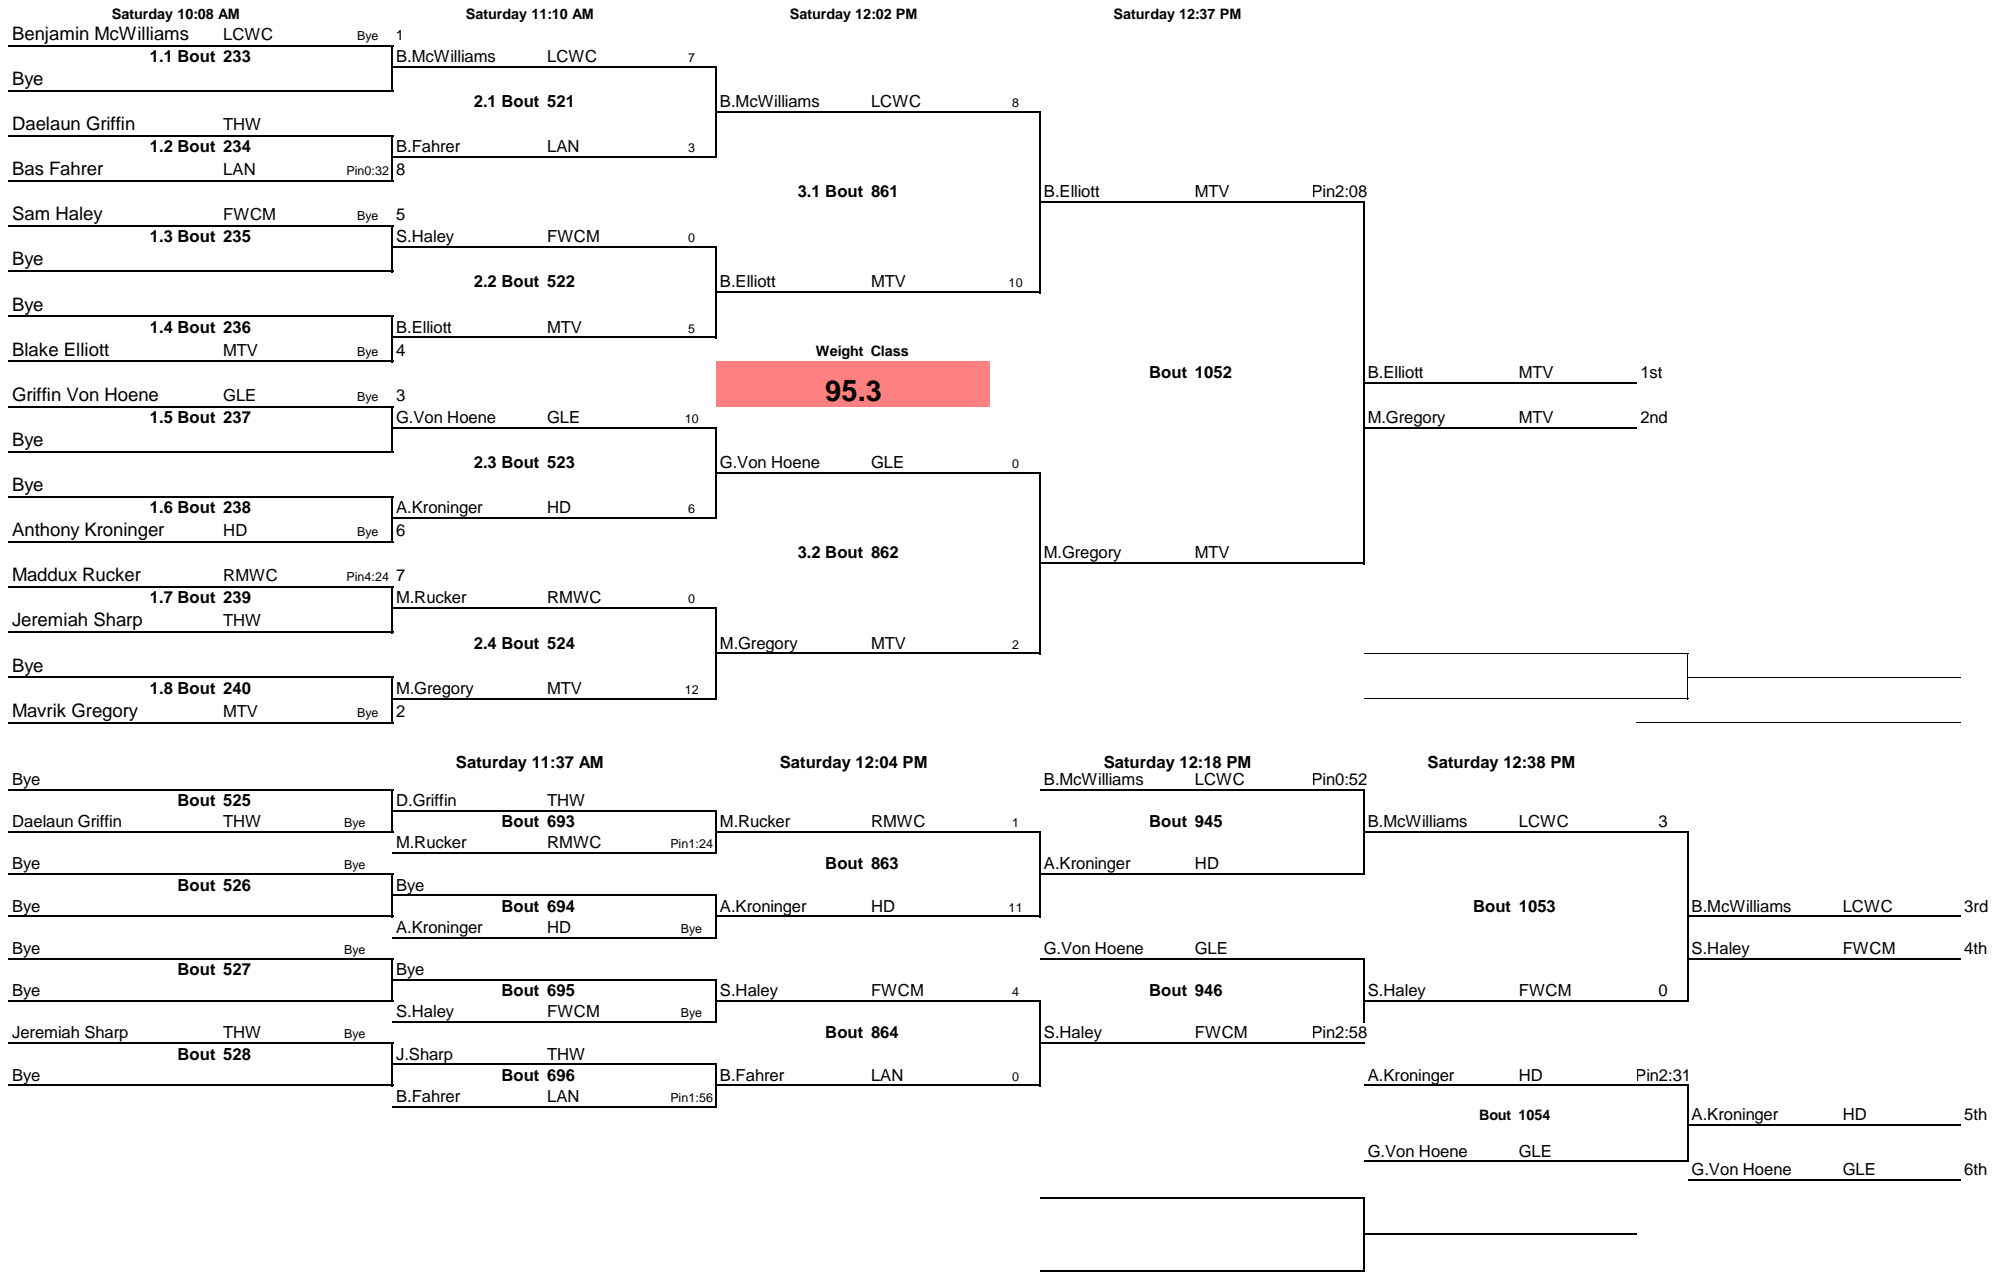 Saturday 10:08 AM Saturday 11:10 AM Saturday 12:02 PM Saturday 12:37 PM
Benjamin McWilliams LCWC Bye 1
1.1 Bout 233 B.McWilliams LCWC 7
Bye
2.1 Bout 521 B.McWilliams LCWC 8
Daelaun Griffin THW
1.2 Bout 234 B.Fahrer LAN 3
Bas Fahrer LAN Pin0:32 8
3.1 Bout 861 B.Elliott MTV Pin2:08
Sam Haley FWCM Bye 5
1.3 Bout 235 S.Haley FWCM 0
Bye
2.2 Bout 522 B.Elliott MTV 10
Bye
1.4 Bout 236 B.Elliott MTV 5
Blake Elliott MTV Bye 4 Weight Class
Bout 1052 B.Elliott MTV 1st
Griffin Von Hoene GLE Bye 3 95.3
1.5 Bout 237 G.Von Hoene GLE 10 M.Gregory MTV 2nd
Bye
2.3 Bout 523 G.Von Hoene GLE 0
Bye
1.6 Bout 238 A.Kroninger HD 6
Anthony Kroninger HD Bye 6
3.2 Bout 862 M.Gregory MTV
Maddux Rucker RMWC Pin4:24 7
1.7 Bout 239 M.Rucker RMWC 0
Jeremiah Sharp THW
2.4 Bout 524 M.Gregory MTV 2
Bye
1.8 Bout 240 M.Gregory MTV 12
Mavrik Gregory MTV Bye 2
Saturday 11:37 AM Saturday 12:04 PM Saturday 12:18 PM Saturday 12:38 PM
Bye B.McWilliams LCWC Pin0:52
Bout 525 D.Griffin THW
Daelaun Griffin THW Bye Bout 693 M.Rucker RMWC 1 Bout 945 B.McWilliams LCWC 3
M.Rucker RMWC Pin1:24
Bye Bye Bout 863 A.Kroninger HD
Bout 526 Bye
Bye Bout 694 A.Kroninger HD 11 Bout 1053 B.McWilliams LCWC 3rd
A.Kroninger HD Bye
Bye Bye G.Von Hoene GLE S.Haley FWCM 4th
Bout 527 Bye
Bye Bout 695 S.Haley FWCM 4 Bout 946 S.Haley FWCM 0
S.Haley FWCM Bye
Jeremiah Sharp THW Bye Bout 864 S.Haley FWCM Pin2:58
Bout 528 J.Sharp THW
Bye Bout 696 B.Fahrer LAN 0 A.Kroninger HD Pin2:31
B.Fahrer LAN Pin1:56
Bout 1054 A.Kroninger HD 5th
G.Von Hoene GLE
G.Von Hoene GLE 6th